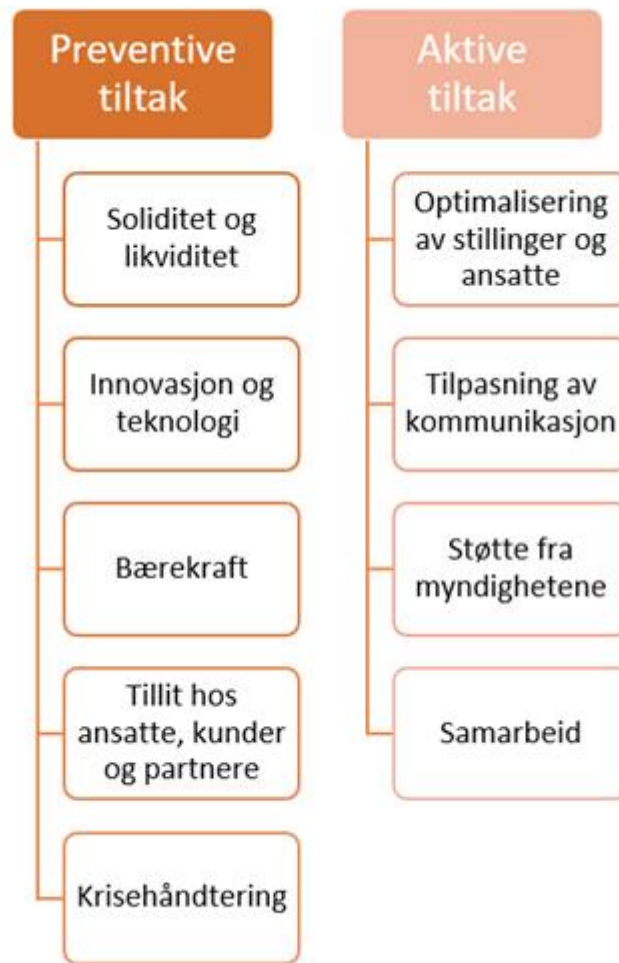 Preventive
tiltak
Soliditet og
likviditet
Innovasjon og
teknologi
Bærekraft
Tillit hos
ansatte, kunder
og partnere
Krisehåndtering
Aktive
tiltak
Optimalisering
av stillinger og
ansatte
Tilpasning av
kommunikasjon
Støtte fra
myndighetene
Samarbeid